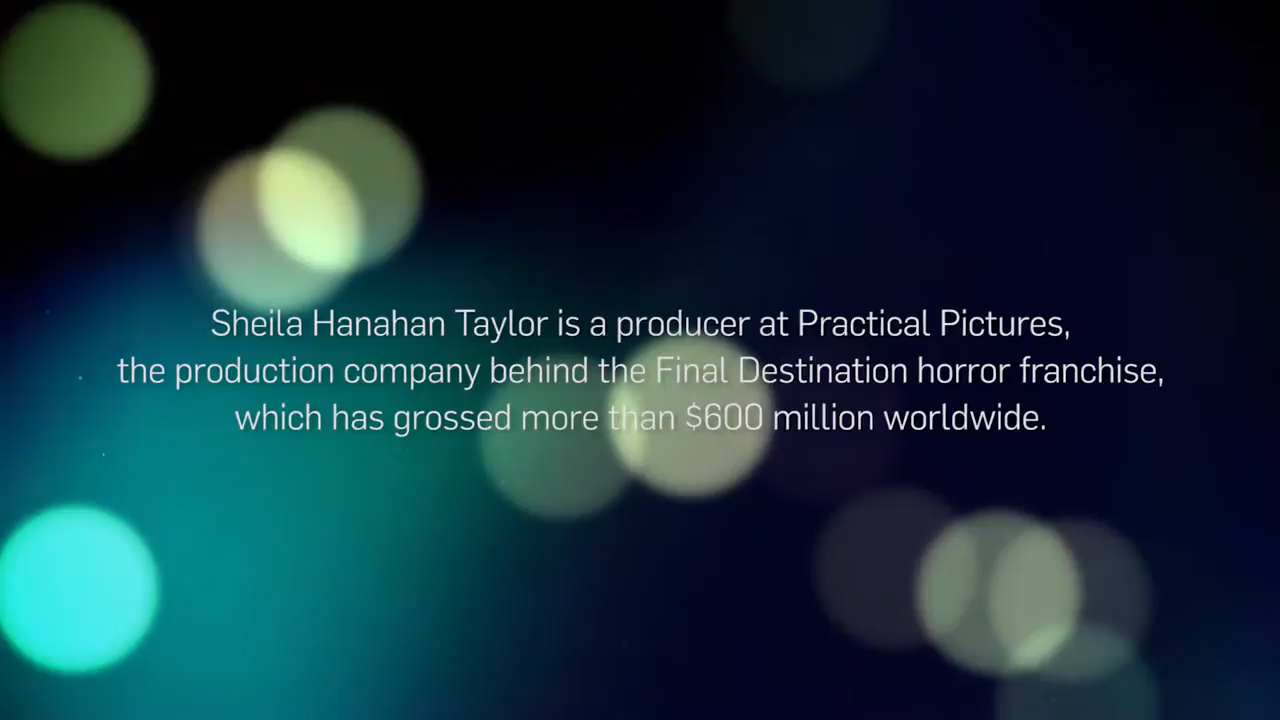 Sheila Hanahan Taylor is a producer at Practical Pictures,
the production company behind the Final Destination horror franchise,
which has grossed more than $600 million worldwide.